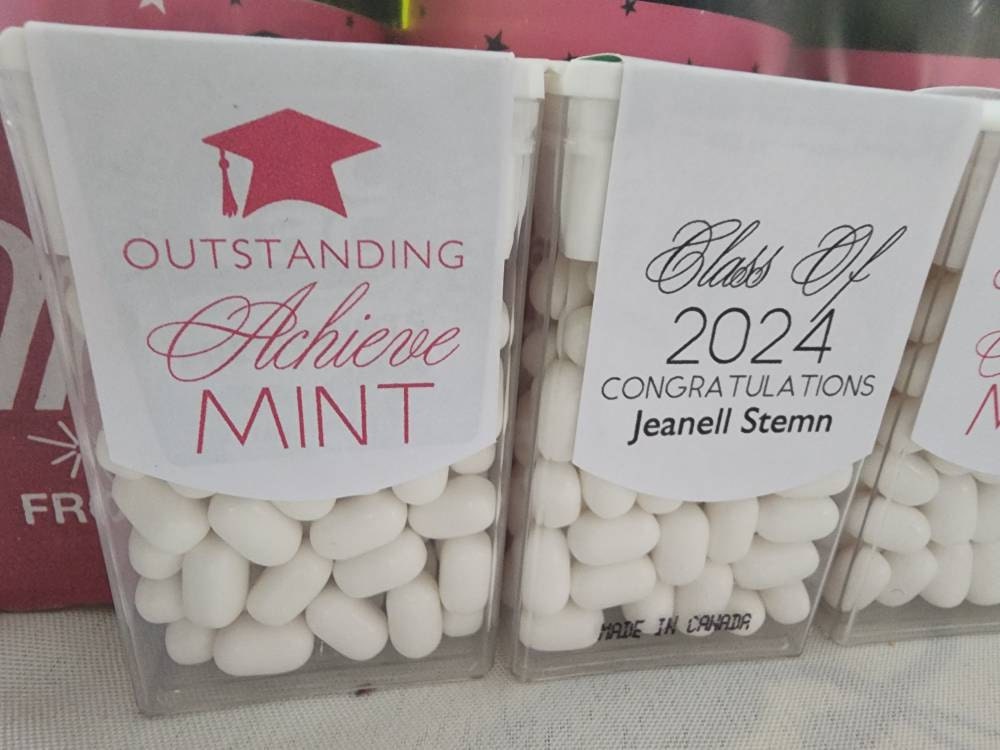 OUTSTANDING
Achieve
MINT
Class Of
2024
CONGRATULATIONS
Jeanell Stemn
MADE IN CANADA